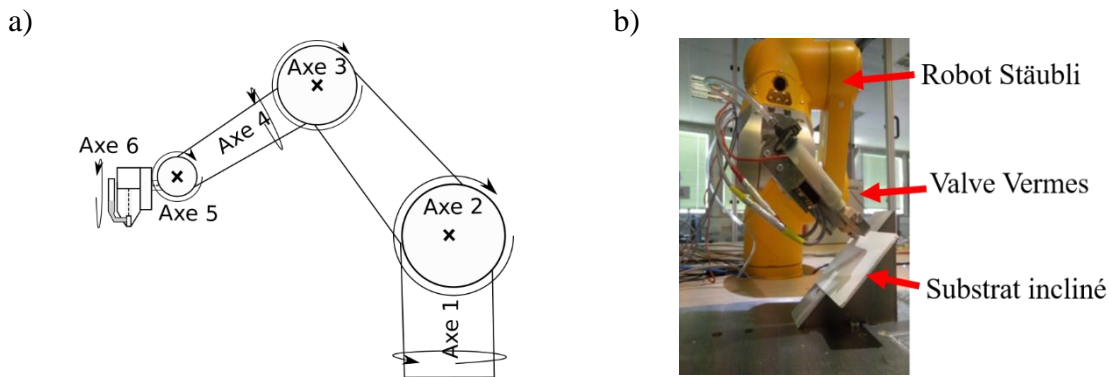 a)
b)
Axe 3
Axe 4
Axe 6
Axe 5
Axe 2
Axe 1
Robot Stäubli
Valve Vermes
Substrat incliné